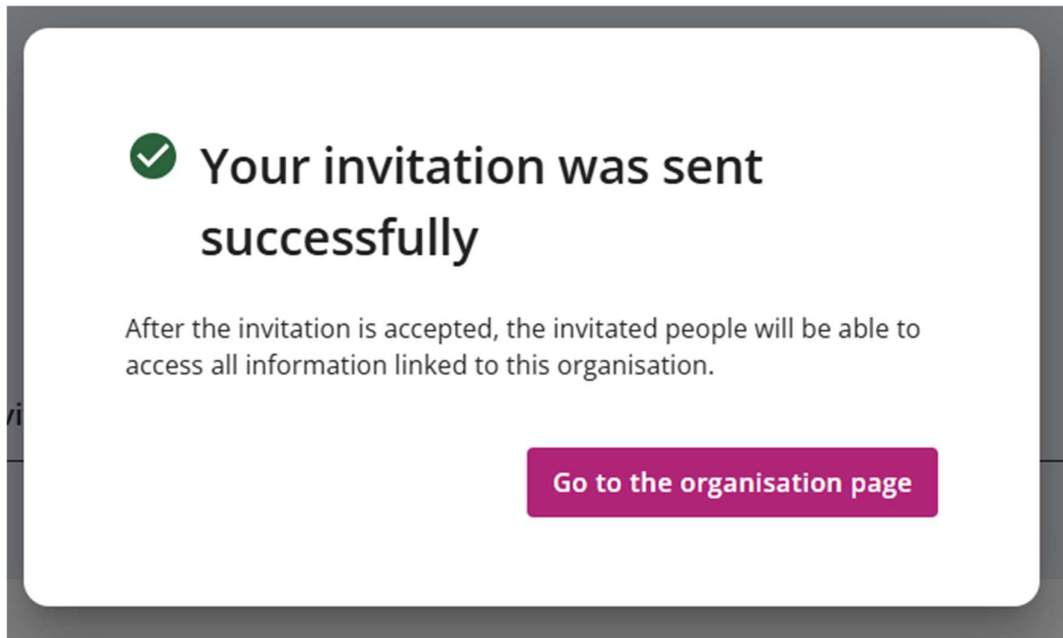 Your invitation was sent
successfully
After the invitation is accepted, the invitated people will be able to
access all information linked to this organisation.
vi
Go to the organisation page